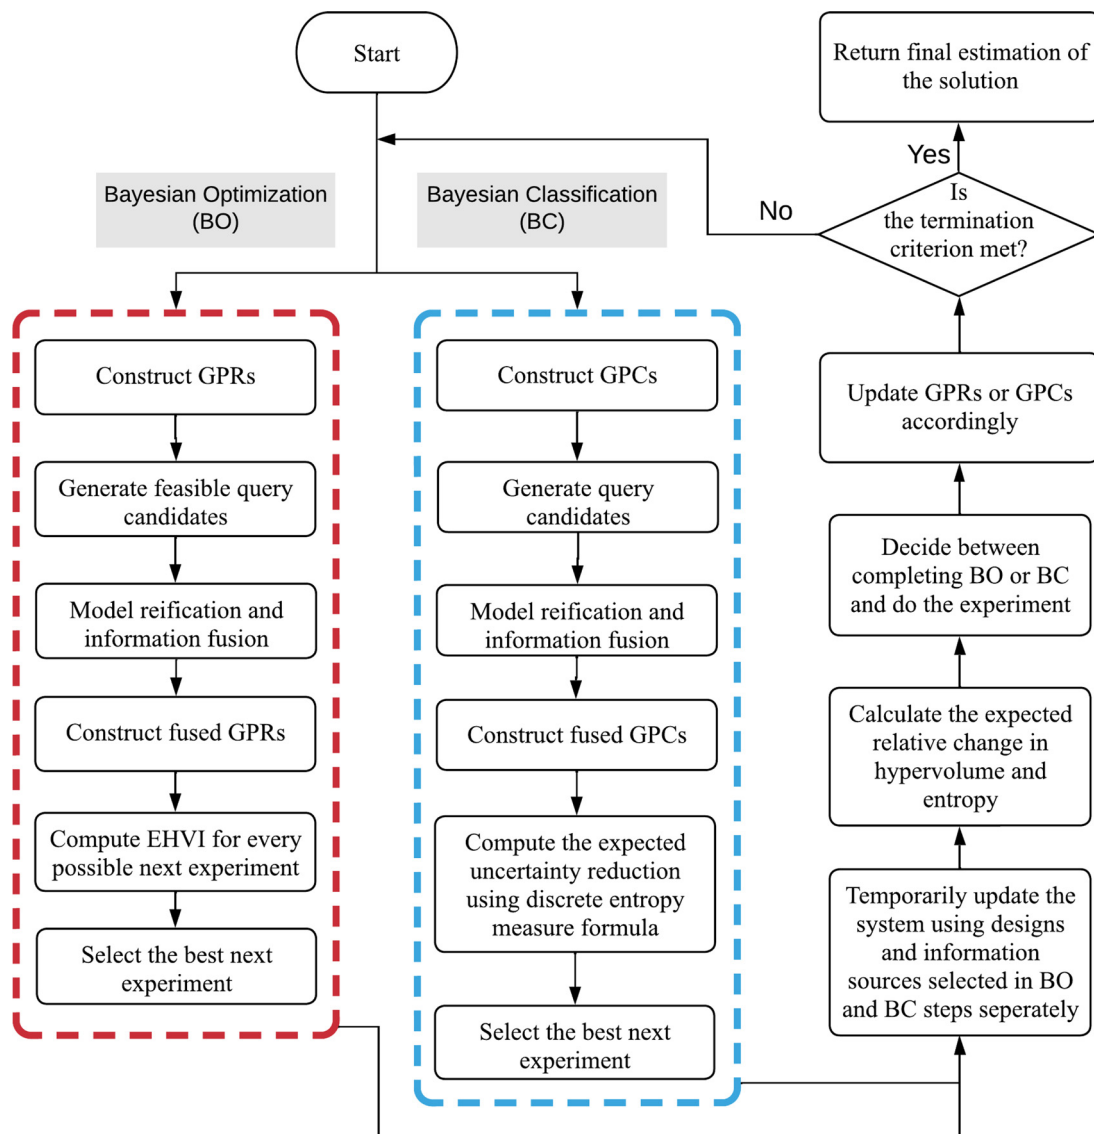 Start
Bayesian Optimization
(BO)
Bayesian Classification
(BC)
Construct GPRs
Generate feasible query
candidates
Model reification and
information fusion
Construct fused GPRs
Compute EHVI for every
possible next experiment
Select the best next
experiment
Construct GPCs
Generate query
candidates
Model reification and
information fusion
Construct fused GPCs
Compute the expected
uncertainty reduction
using discrete entropy
measure formula
Select the best next
experiment
Return final estimation of
the solution
Yes
No
Is
the termination
criterion met?
Update GPRs or GPCs
accordingly
Decide between
completing BO or BC
and do the experiment
Calculate the expected
relative change in
hypervolume and
entropy
Temporarily update the
system using designs
and information
sources selected in BO
and BC steps seperately